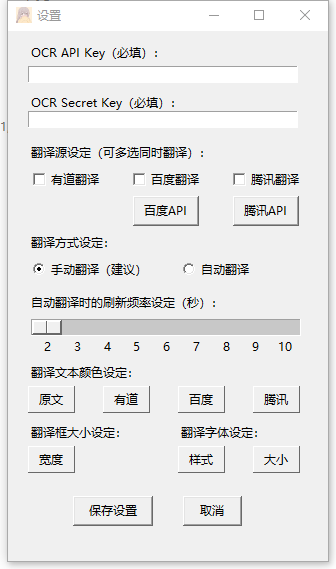 设置
OCR API Key（必填）：
OCR Secret Key（必填）：
翻译源设定（可多选同时翻译）：
有道翻译 百度翻译 腾讯翻译
百度API 腾讯API
翻译方式设定：
手动翻译（建议） 自动翻译
自动翻译时的刷新频率设定（秒）：
2 3 4 5 6 7 8 9 10
翻译文本颜色设定：
原文 有道 百度 腾讯
翻译框大小设定： 翻译字体设定：
宽度 样式 大小
保存设置 取消